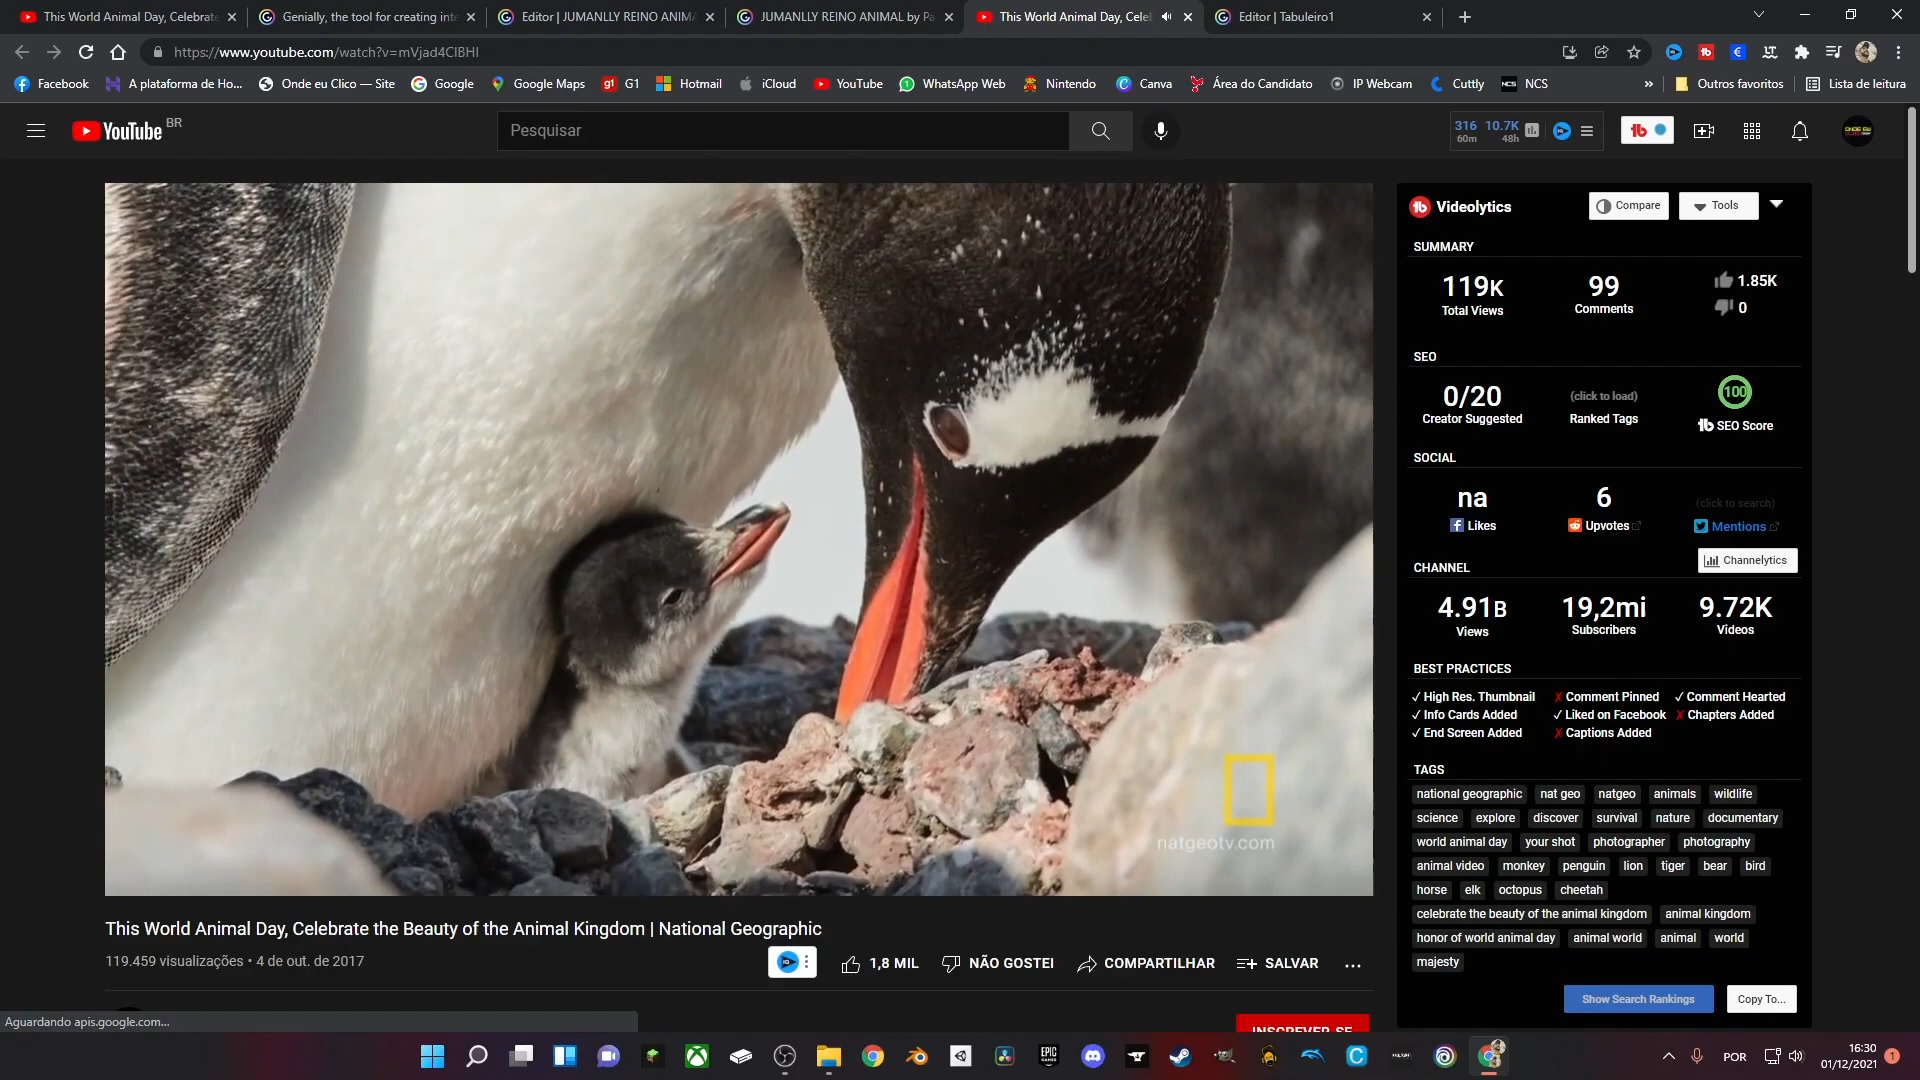 This World Animal Day, Celebrate
Genially, the tool for creating inte
Editor | JUMANLLY REINO ANIMA
JUMANLLY REINO ANIMAL by Pa
This World Animal Day, Celeb
Editor | Tabuleiro1
https://www.youtube.com/watch?v=mVjad4ClBHI
Facebook
A plataforma de Ho...
Onde eu Clico — Site
Google
Google Maps
G1
Hotmail
iCloud
YouTube
WhatsApp Web
Nintendo
Canva
Área do Candidato
IP Webcam
Cuttly
NCS
Outros favoritos
Lista de leitura
YouTube BR
Pesquisar
316 10.7K
60m 48h
Videolytics
Compare
Tools
SUMMARY
119K
Total Views
99
Comments
1.85K
0
SEO
0/20
Creator Suggested
(click to load)
Ranked Tags
100
SEO Score
SOCIAL
na
Likes
6
Upvotes
(click to search)
Mentions
CHANNEL
Channelytics
4.91B
Views
19,2mi
Subscribers
9.72K
Videos
BEST PRACTICES
✓ High Res. Thumbnail ✗ Comment Pinned ✓ Comment Hearted
✓ Info Cards Added ✓ Liked on Facebook ✗ Chapters Added
✓ End Screen Added ✗ Captions Added
TAGS
national geographic nat geo natgeo animals wildlife
science explore discover survival nature documentary
world animal day your shot photographer photography
animal video monkey penguin lion tiger bear bird
horse elk octopus cheetah
celebrate the beauty of the animal kingdom animal kingdom
honor of world animal day animal world animal world
majesty
Show Search Rankings
Copy To...
natgeotv.com
This World Animal Day, Celebrate the Beauty of the Animal Kingdom | National Geographic
119.459 visualizações • 4 de out. de 2017
1,8 MIL
NÃO GOSTEI
COMPARTILHAR
SALVAR
INSCREVER-SE
Aguardando apis.google.com...
EPIC GAMES
POR
16:30
01/12/2021
1